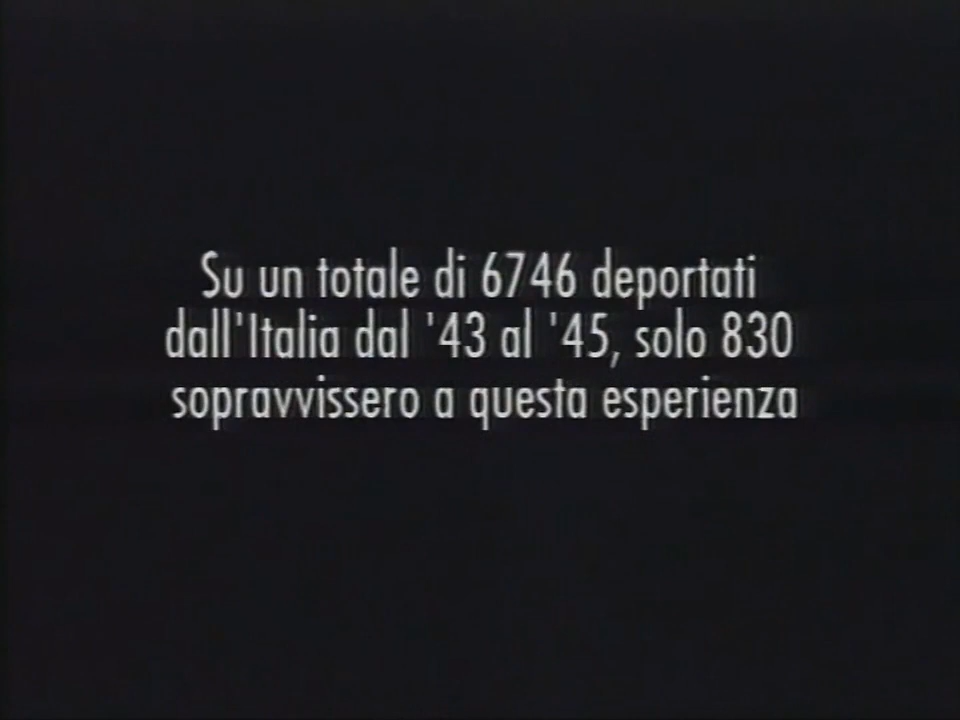 Su un totale di 6746 deportati
dall'Italia dal '43 al '45, solo 830
sopravvissero a questa esperienza